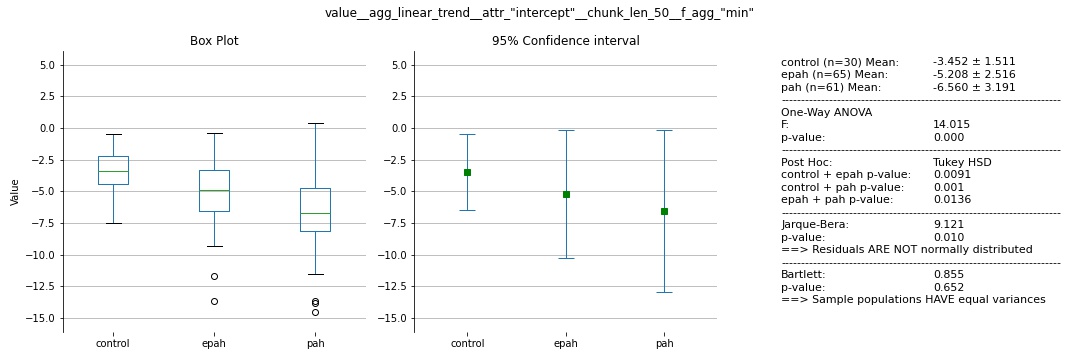 value__agg_linear_trend__attr_"intercept"__chunk_len_50__f_agg_"min"
Box Plot
5.0
2.5
0.0
−2.5
−5.0
−7.5
−10.0
−12.5
−15.0
Value
control epah pah
95% Confidence interval
5.0
2.5
0.0
−2.5
−5.0
−7.5
−10.0
−12.5
−15.0
control epah pah
control (n=30) Mean: -3.452 ± 1.511
epah (n=65) Mean: -5.208 ± 2.516
pah (n=61) Mean: -6.560 ± 3.191
One-Way ANOVA
F: 14.015
p-value: 0.000
Post Hoc: Tukey HSD
control + epah p-value: 0.0091
control + pah p-value: 0.001
epah + pah p-value: 0.0136
Jarque-Bera: 9.121
p-value: 0.010
==> Residuals ARE NOT normally distributed
Bartlett: 0.855
p-value: 0.652
==> Sample populations HAVE equal variances